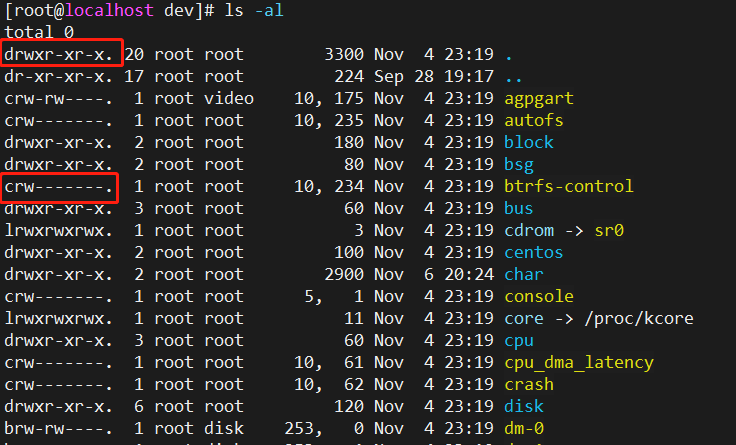 [root@localhost dev]# ls -al
total 0
drwxr-xr-x. 20 root root        3300 Nov  4 23:19 .
dr-xr-xr-x. 17 root root         224 Sep 28 19:17 ..
crw-rw----.  1 root video    10, 175 Nov  4 23:19 agpgart
crw-------.  1 root root     10, 235 Nov  4 23:19 autofs
drwxr-xr-x.  2 root root         180 Nov  4 23:19 block
drwxr-xr-x.  2 root root          80 Nov  4 23:19 bsg
crw-------.  1 root root     10, 234 Nov  4 23:19 btrfs-control
drwxr-xr-x.  3 root root          60 Nov  4 23:19 bus
lrwxrwxrwx.  1 root root           3 Nov  4 23:19 cdrom -> sr0
drwxr-xr-x.  2 root root         100 Nov  4 23:19 centos
drwxr-xr-x.  2 root root        2900 Nov  6 20:24 char
crw-------.  1 root root      5,   1 Nov  4 23:19 console
lrwxrwxrwx.  1 root root          11 Nov  4 23:19 core -> /proc/kcore
drwxr-xr-x.  3 root root          60 Nov  4 23:19 cpu
crw-------.  1 root root     10,  61 Nov  4 23:19 cpu_dma_latency
crw-------.  1 root root     10,  62 Nov  4 23:19 crash
drwxr-xr-x.  6 root root         120 Nov  4 23:19 disk
brw-rw----.  1 root disk    253,   0 Nov  4 23:19 dm-0